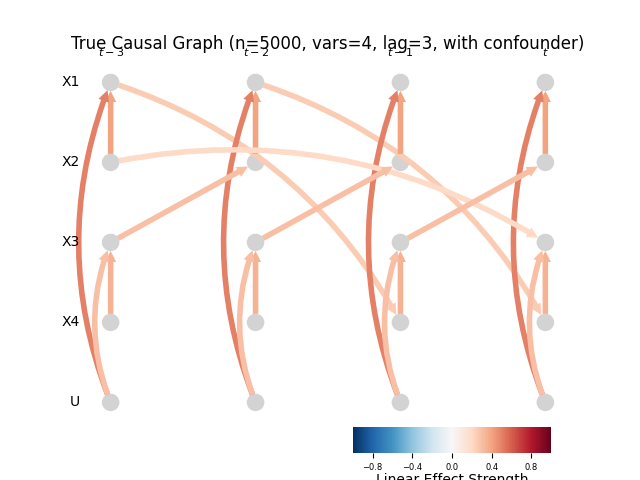 True Causal Graph (n=5000, vars=4, lag=3, with confounder)
t − 3 t − 2 t − 1 t
X1
X2
X3
X4
U
−0.8 −0.4 0.0 0.4 0.8
Linear Effect Strength